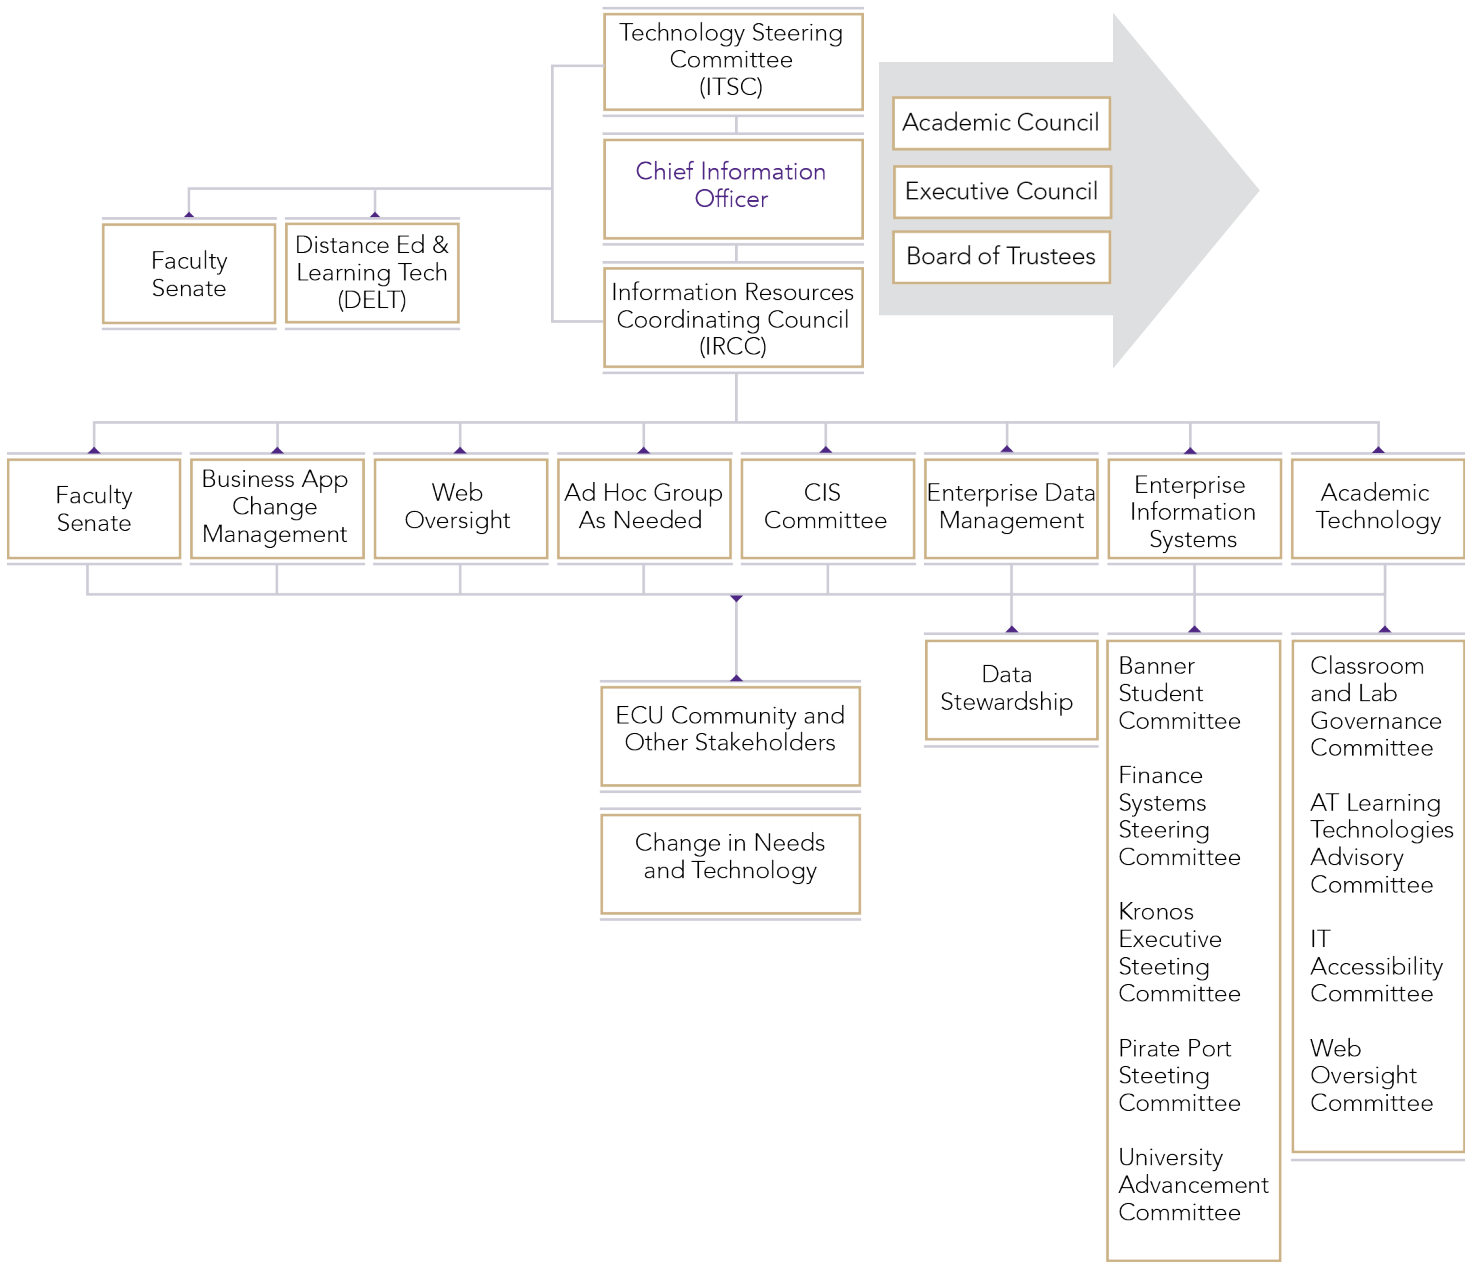 Technology Steering
Committee
(ITSC)
Chief Information
Officer
Information Resources
Coordinating Council
(IRCC)
Academic Council
Executive Council
Board of Trustees
Faculty
Senate
Distance Ed &
Learning Tech
(DELT)
Faculty
Senate
Business App
Change
Management
Web
Oversight
Ad Hoc Group
As Needed
CIS
Committee
Enterprise Data
Management
Enterprise
Information
Systems
Academic
Technology
ECU Community and
Other Stakeholders
Change in Needs
and Technology
Data
Stewardship
Banner
Student
Committee
Finance
Systems
Steering
Committee
Kronos
Executive
Steeting
Committee
Pirate Port
Steeting
Committee
University
Advancement
Committee
Classroom
and Lab
Governance
Committee
AT Learning
Technologies
Advisory
Committee
IT
Accessibility
Committee
Web
Oversight
Committee